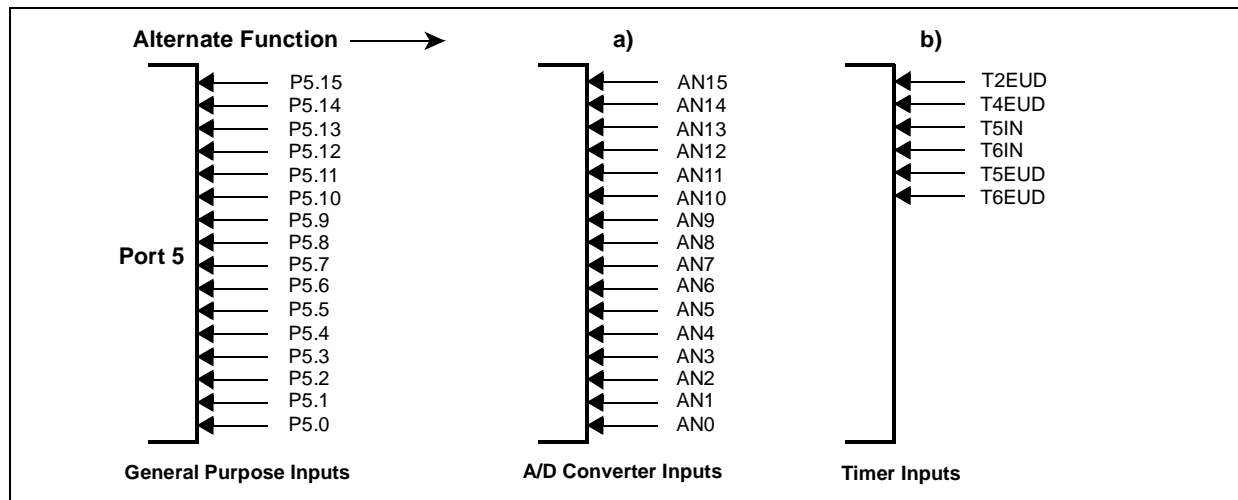 Alternate Function a) b)
P5.15 AN15 T2EUD
P5.14 AN14 T4EUD
P5.13 AN13 T5IN
P5.12 AN12 T6IN
P5.11 AN11 T5EUD
P5.10 AN10 T6EUD
P5.9 AN9
P5.8 AN8
Port 5
P5.7 AN7
P5.6 AN6
P5.5 AN5
P5.4 AN4
P5.3 AN3
P5.2 AN2
P5.1 AN1
P5.0 AN0
General Purpose Inputs A/D Converter Inputs Timer Inputs